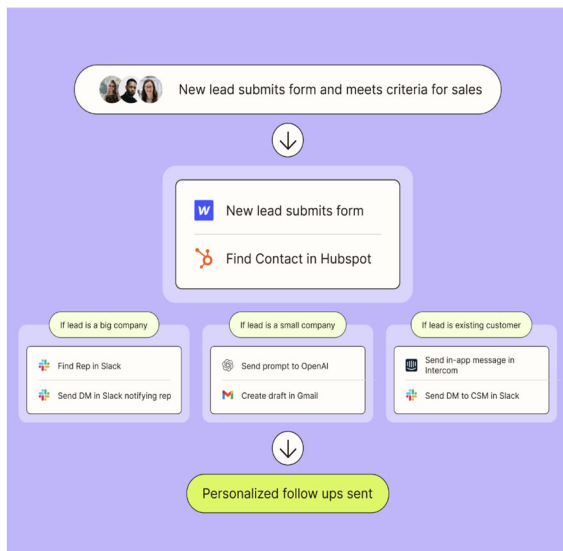 New lead submits form and meets criteria for sales
W
New lead submits form
Find Contact in Hubspot
If lead is a big company
Find Rep in Slack
Send DM in Slack notifying rep
If lead is a small company
Send prompt to OpenAI
Create draft in Gmail
If lead is existing customer
Send in-app message in
Intercom
Send DM to CSM in Slack
Personalized follow ups sent